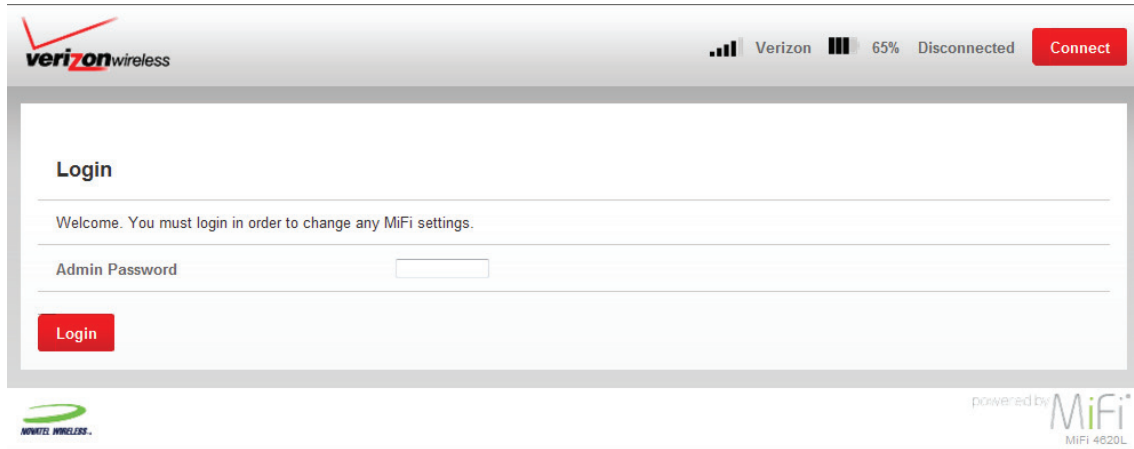 verizonwireless
Verizon 65% Disconnected Connect
Login
Welcome. You must login in order to change any MiFi settings.
Admin Password
Login
NOVATEL WIRELESS
powered by MiFi
MiFi 4620L